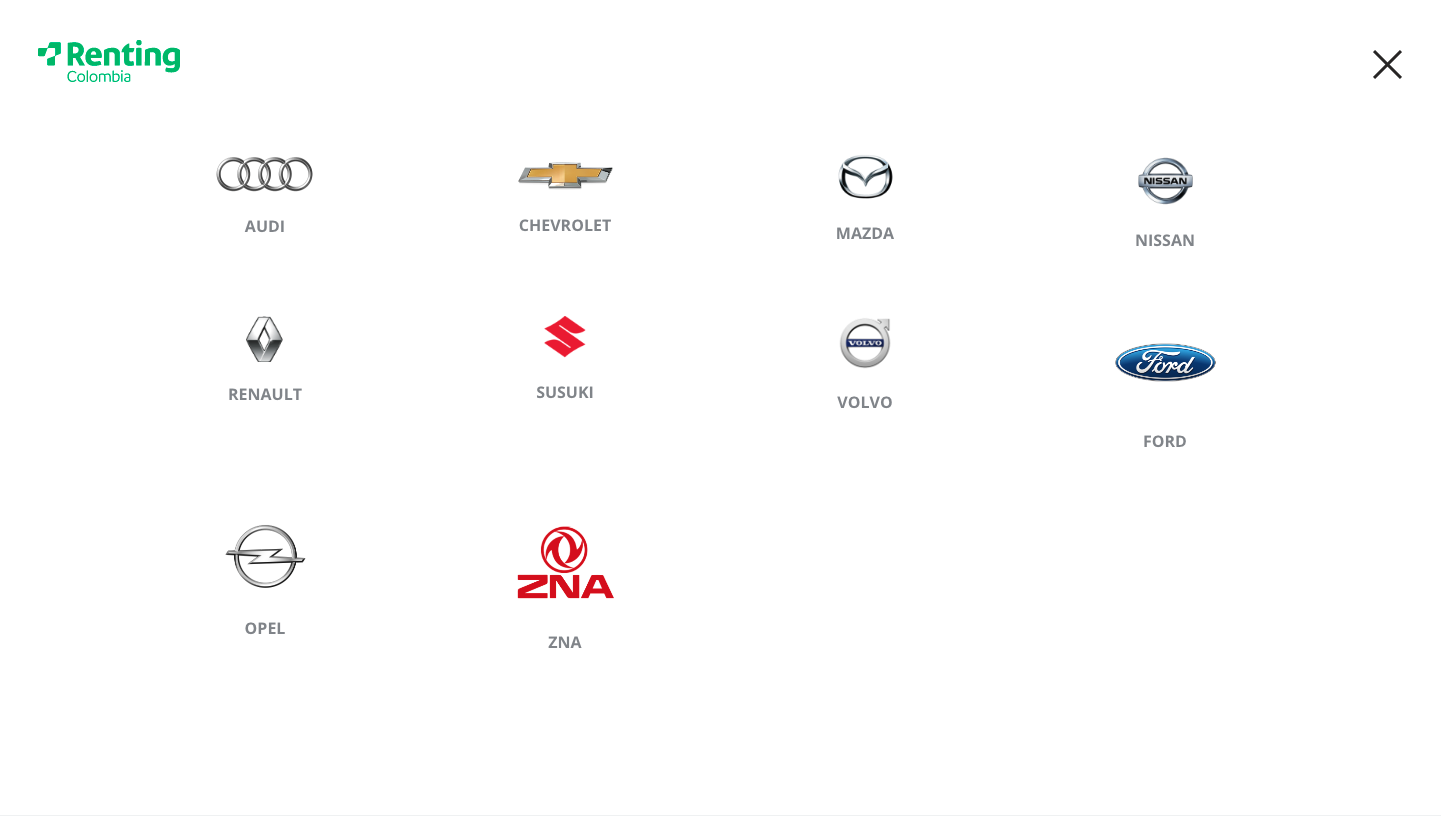 Renting
Colombia
AUDI
CHEVROLET
MAZDA
NISSAN
NISSAN
RENAULT
SUSUKI
VOLVO
VOLVO
Ford
FORD
OPEL
ZNA
ZNA